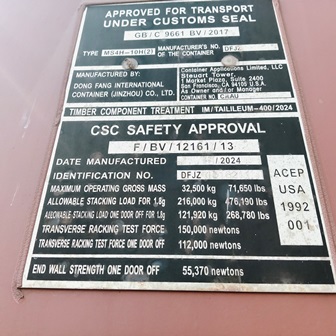 APPROVED FOR TRANSPORT
UNDER CUSTOMS SEAL
GB/C 9661 BV/2017
TYPE MS4H-10H(2) MANUFACTURER'S NO. OF THE CONTAINER DFJZ
MANUFACTURED BY:
DONG FANG INTERNATIONAL
CONTAINER (JINZHOU) CO., LTD.
Container Applications Limited, LLC
Steuart Tower,
1 Market Plaza, Suite 2400
San Francisco, CA 94105 U.S.A.
As Owner and/or Manager
CONTAINER NO.
TIMBER COMPONENT TREATMENT IM/TALILEUM-400/2024
CSC SAFETY APPROVAL
F/BV/12161/13
DATE MANUFACTURED /2024
IDENTIFICATION NO. DFJZ
MAXIMUM OPERATING GROSS MASS 32,500 kg 71,650 lbs
ALLOWABLE STACKING LOAD FOR 1.8g 216,000 kg 476,190 lbs
ALLOWABLE STACKING LOAD ONE DOOR OFF FOR 1.8g 121,920 kg 268,780 lbs
TRANSVERSE RACKING TEST FORCE 150,000 newtons
TRANSVERSE RACKING TEST FORCE ONE DOOR OFF 112,000 newtons
END WALL STRENGTH ONE DOOR OFF 55,370 newtons
ACEP
USA
1992
001